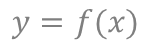 y = f(x)